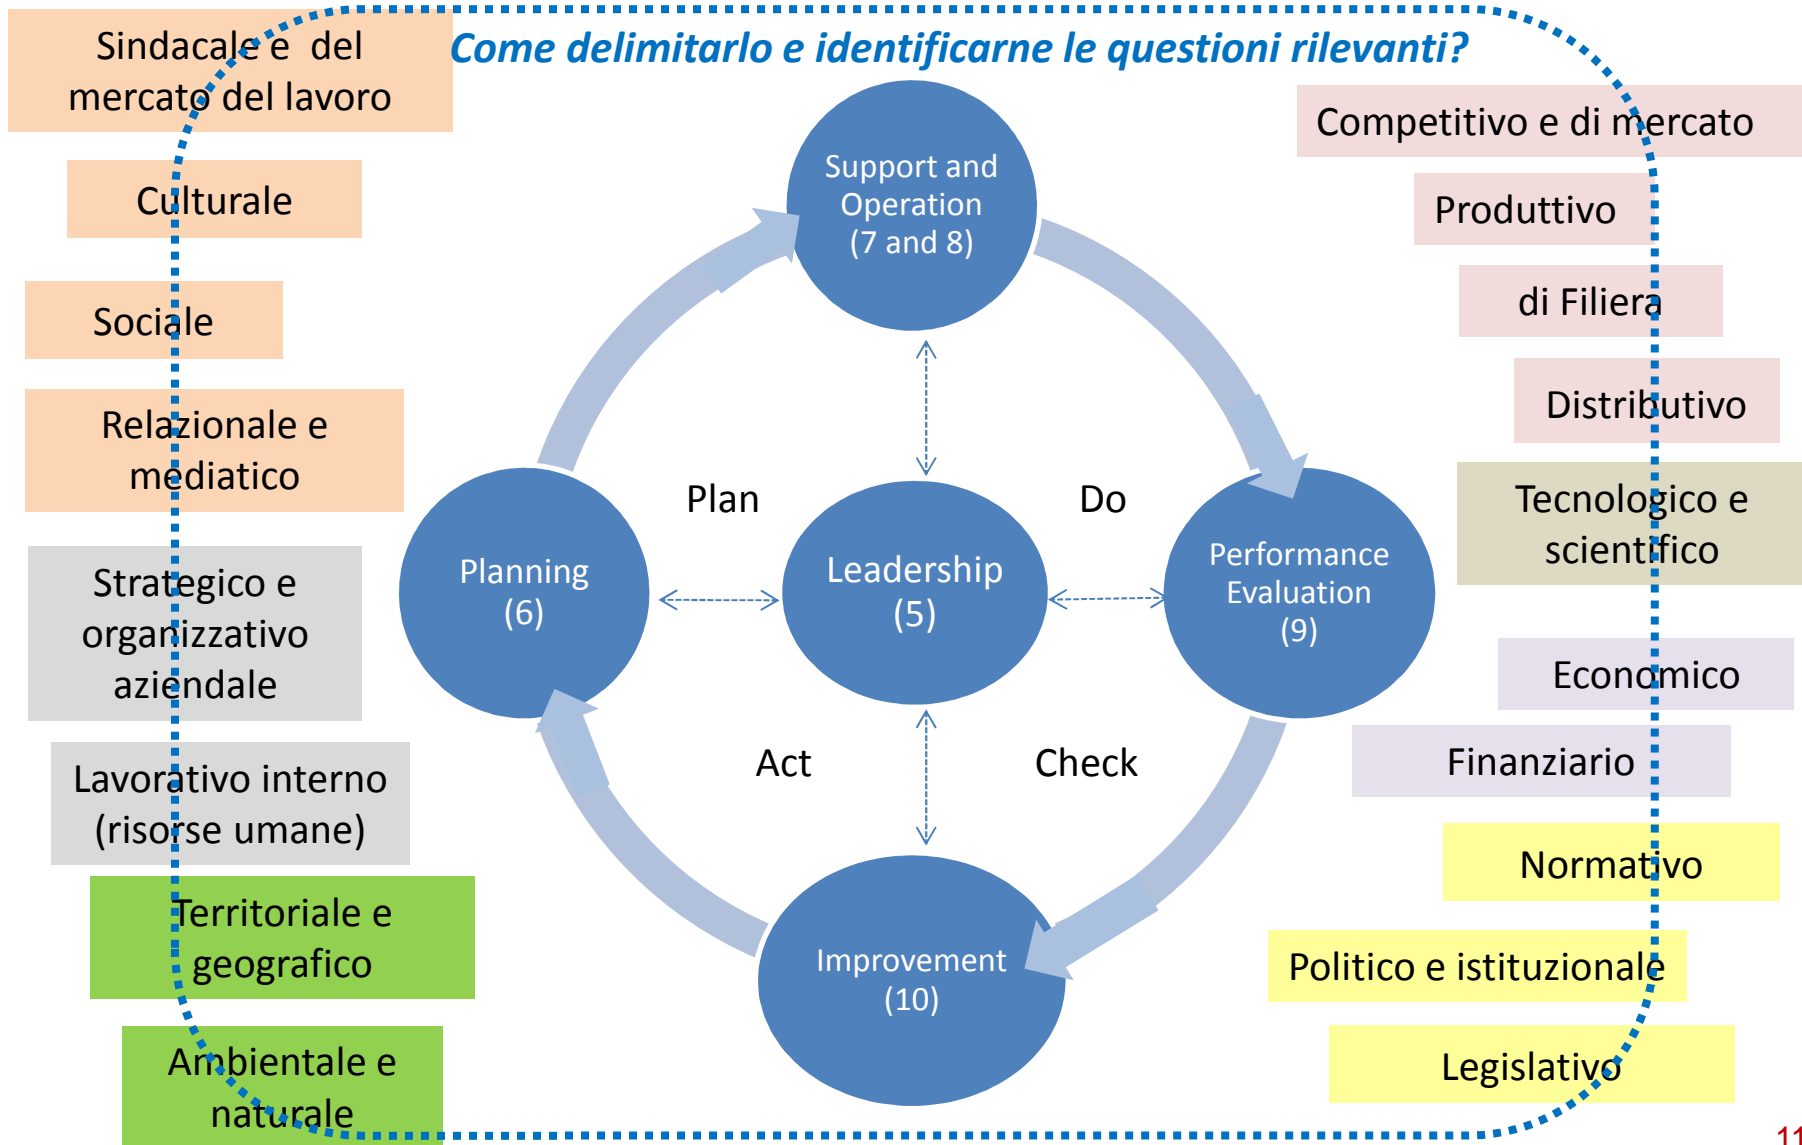 Come delimitarlo e identificarne le questioni rilevanti?
Sindacale e del
mercato del lavoro
Culturale
Sociale
Relazionale e
mediatico
Strategico e
organizzativo
aziendale
Lavorativo interno
(risorse umane)
Territoriale e
geografico
Ambientale e
naturale
Support and
Operation
(7 and 8)
Plan
Do
Planning
(6)
Leadership
(5)
Performance
Evaluation
(9)
Act
Check
Improvement
(10)
Competitivo e di mercato
Produttivo
di Filiera
Distributivo
Tecnologico e
scientifico
Economico
Finanziario
Normativo
Politico e istituzionale
Legislativo
11